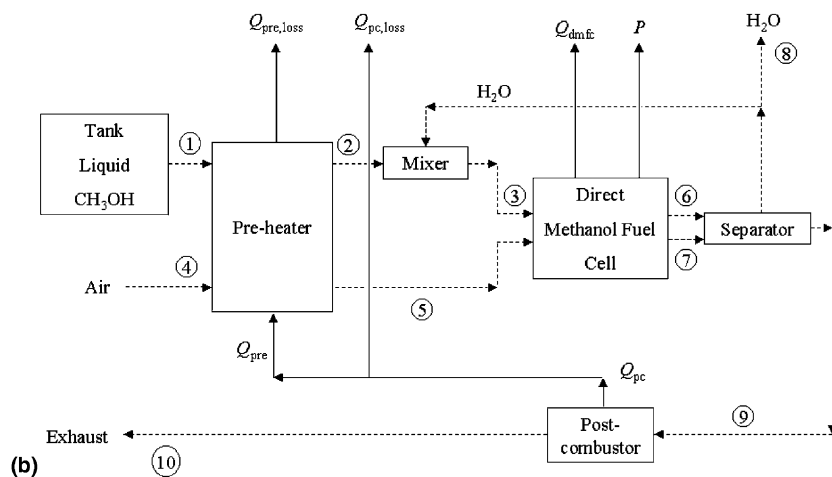 Q_pre,loss
Q_pc,loss
Q_dmfc
P
H₂O
⑧
H₂O
Tank
Liquid
CH₃OH
①
②
Mixer
③
Pre-heater
Direct
Methanol Fuel
Cell
⑥
⑦
Separator
Air
④
⑤
Q_pre
Q_pc
Post-
combustor
⑨
Exhaust
⑩
(b)